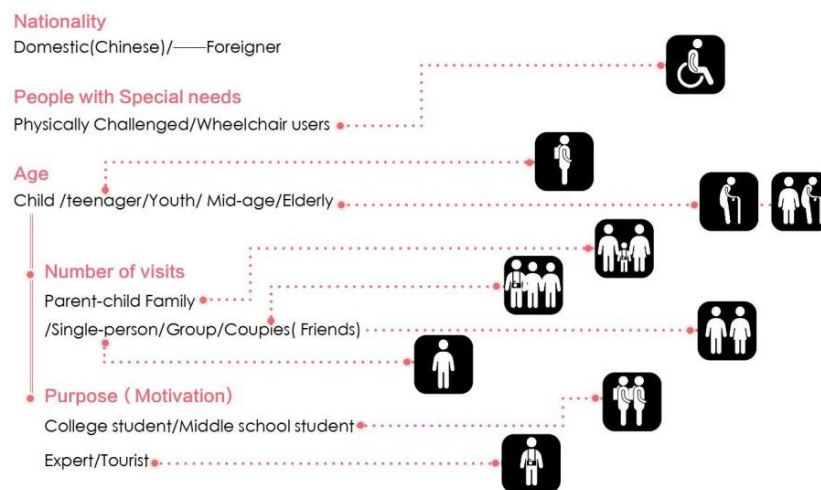 Nationality
Domestic(Chinese)/——Foreigner
People with Special needs
Physically Challenged/Wheelchair users
Age
Child /teenager/Youth/ Mid-age/Elderly
Number of visits
Parent-child Family
/Single-person/Group/Couples( Friends)
Purpose ( Motivation)
College student/Middle school student
Expert/Tourist